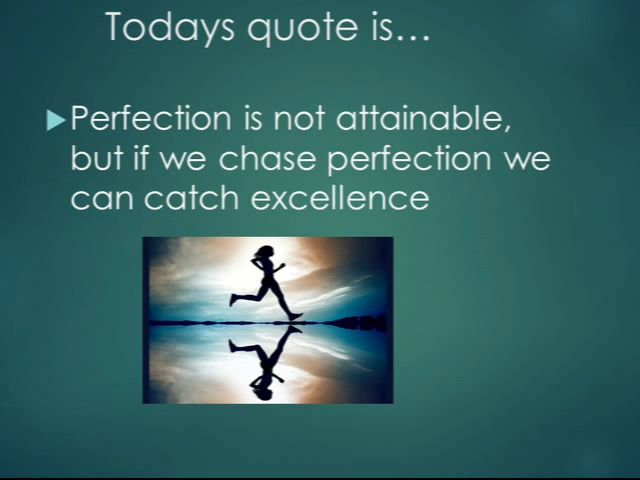 Todays quote is...
Perfection is not attainable,
but if we chase perfection we
can catch excellence